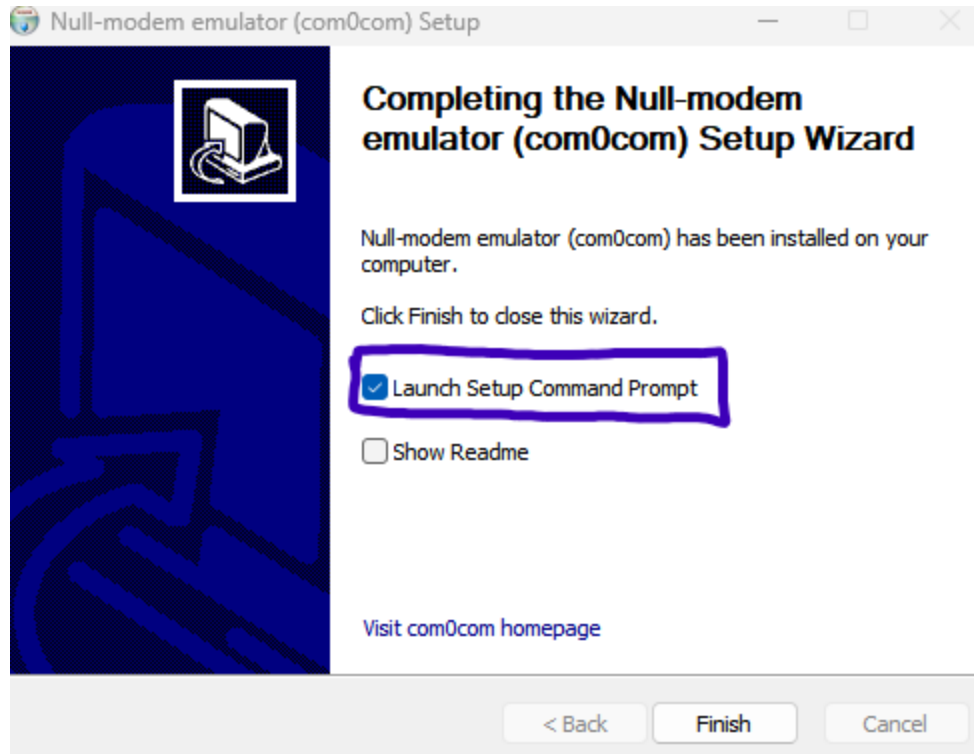 Null-modem emulator (com0com) Setup
Completing the Null-modem
emulator (com0com) Setup Wizard
Null-modem emulator (com0com) has been installed on your
computer.
Click Finish to close this wizard.
Launch Setup Command Prompt
Show Readme
Visit com0com homepage
< Back
Finish
Cancel